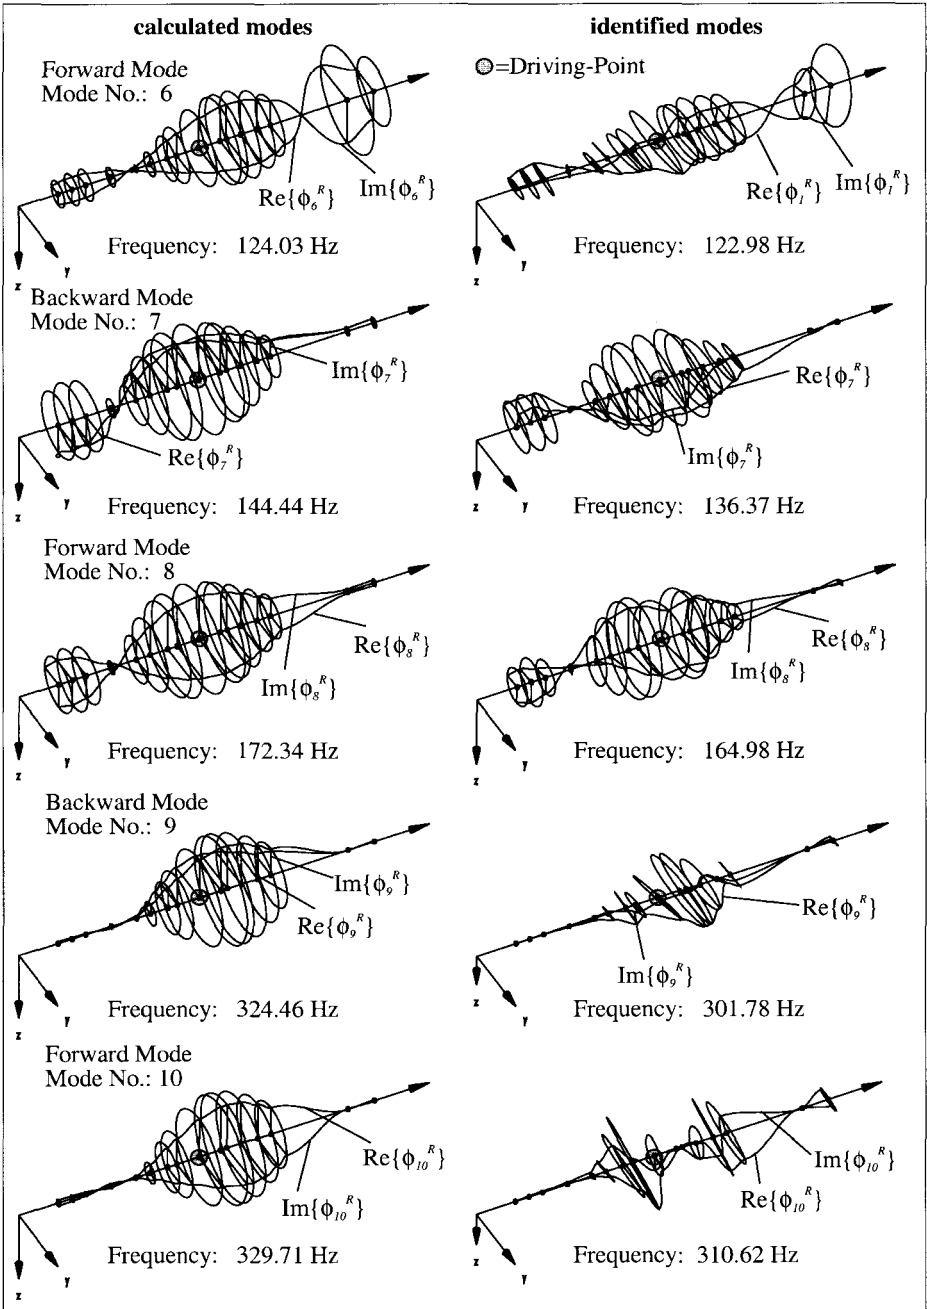 calculated modes
identified modes
Forward Mode
Mode No.: 6
⊚=Driving-Point
Re{ϕ₆ᴿ}
Im{ϕ₆ᴿ}
Re{ϕ₁ᴿ}
Im{ϕ₁ᴿ}
Frequency: 124.03 Hz
Frequency: 122.98 Hz
y
z
y
z
Backward Mode
Mode No.: 7
Im{ϕ₇ᴿ}
Re{ϕ₇ᴿ}
Re{ϕ₇ᴿ}
Im{ϕ₇ᴿ}
Frequency: 144.44 Hz
Frequency: 136.37 Hz
z
y
z
y
Forward Mode
Mode No.: 8
Re{ϕ₈ᴿ}
Im{ϕ₈ᴿ}
Re{ϕ₈ᴿ}
Im{ϕ₈ᴿ}
Frequency: 172.34 Hz
Frequency: 164.98 Hz
z
y
z
y
Backward Mode
Mode No.: 9
Im{ϕ₉ᴿ}
Re{ϕ₉ᴿ}
Re{ϕ₉ᴿ}
Im{ϕ₉ᴿ}
Frequency: 324.46 Hz
Frequency: 301.78 Hz
z
y
z
y
Forward Mode
Mode No.: 10
Re{ϕ₁₀ᴿ}
Im{ϕ₁₀ᴿ}
Im{ϕ₁₀ᴿ}
Re{ϕ₁₀ᴿ}
Frequency: 329.71 Hz
Frequency: 310.62 Hz
z
y
z
y